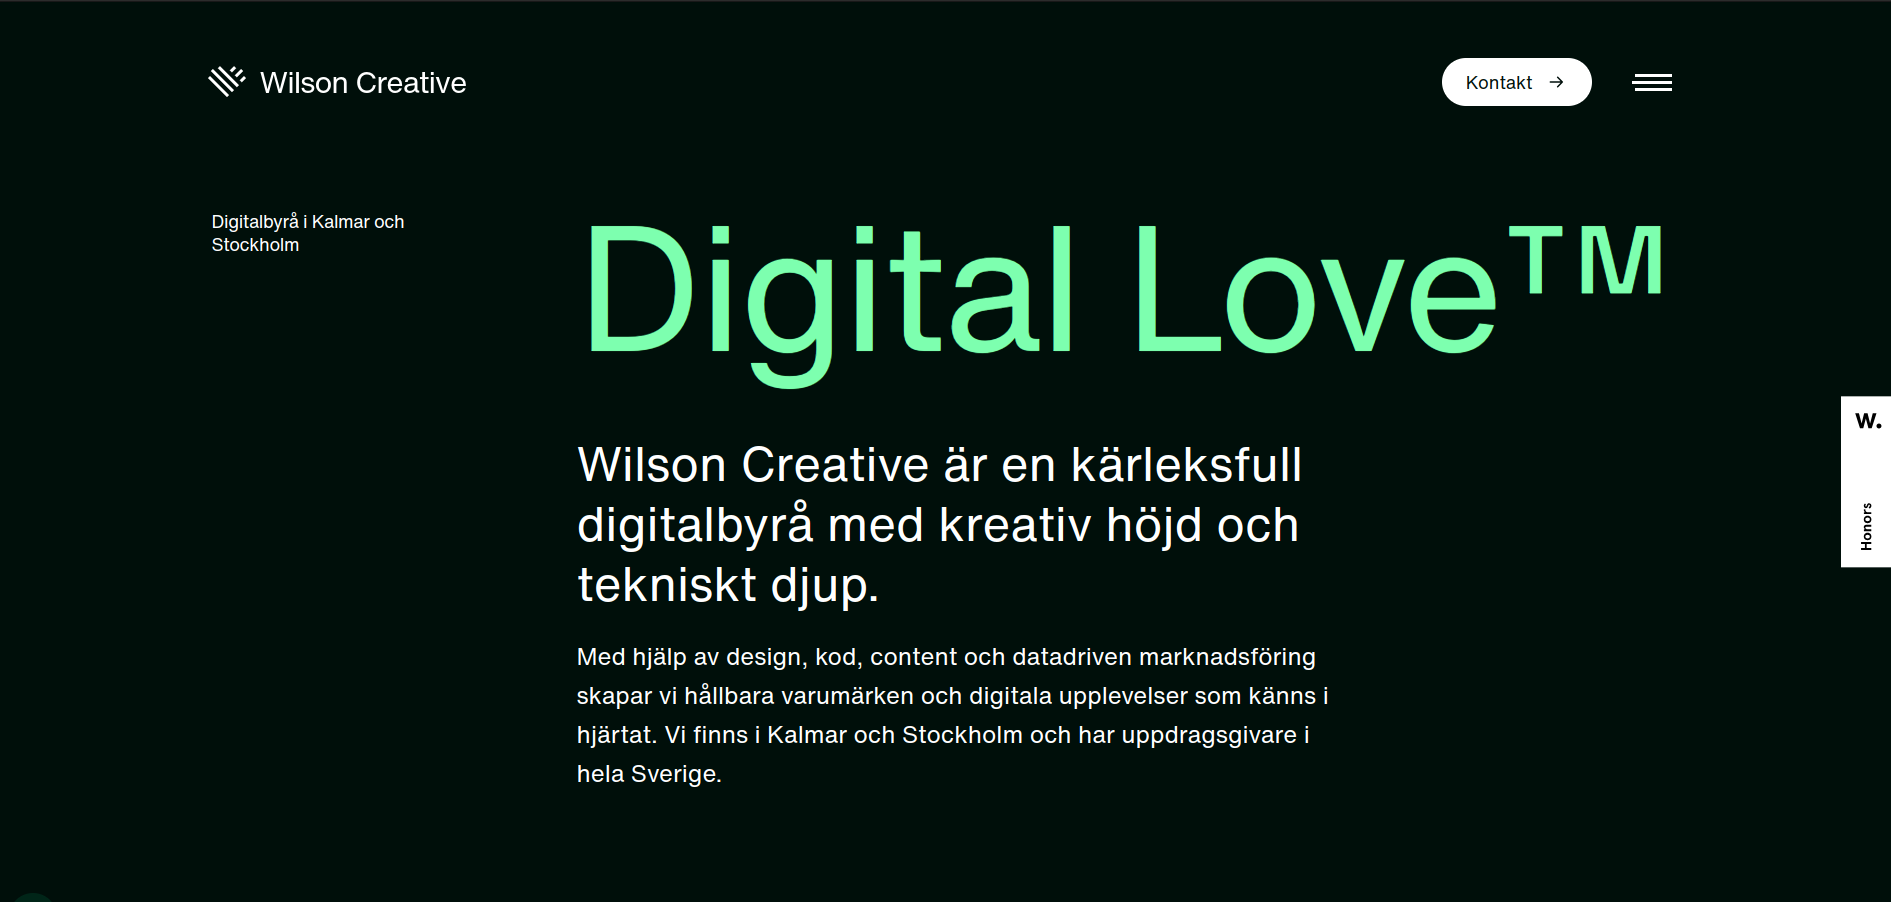 Wilson Creative
Kontakt →
Digitalbyrå i Kalmar och
Stockholm
Digital Love™
Wilson Creative är en kärleksfull
digitalbyrå med kreativ höjd och
tekniskt djup.
Med hjälp av design, kod, content och datadriven marknadsföring
skapar vi hållbara varumärken och digitala upplevelser som känns i
hjärtat. Vi finns i Kalmar och Stockholm och har uppdragsgivare i
hela Sverige.
W.
Honors